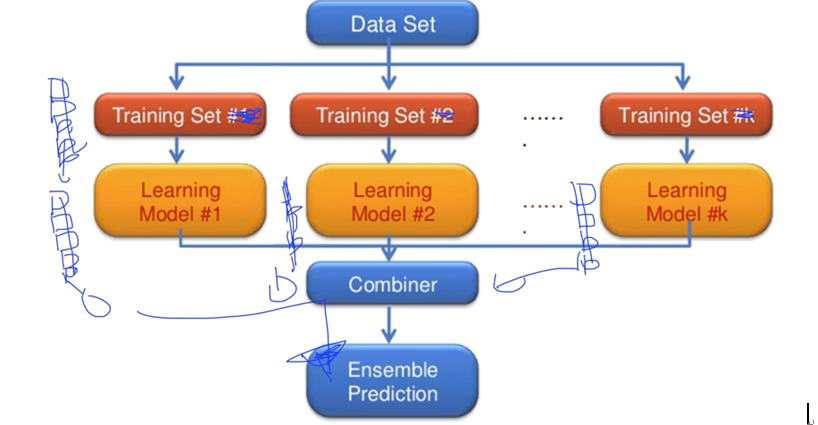 Data Set
Training Set #1 Training Set #2 ...... Training Set #k
.
Learning Learning Learning
Model #1 Model #2 ...... Model #k
.
Combiner
Ensemble
Prediction